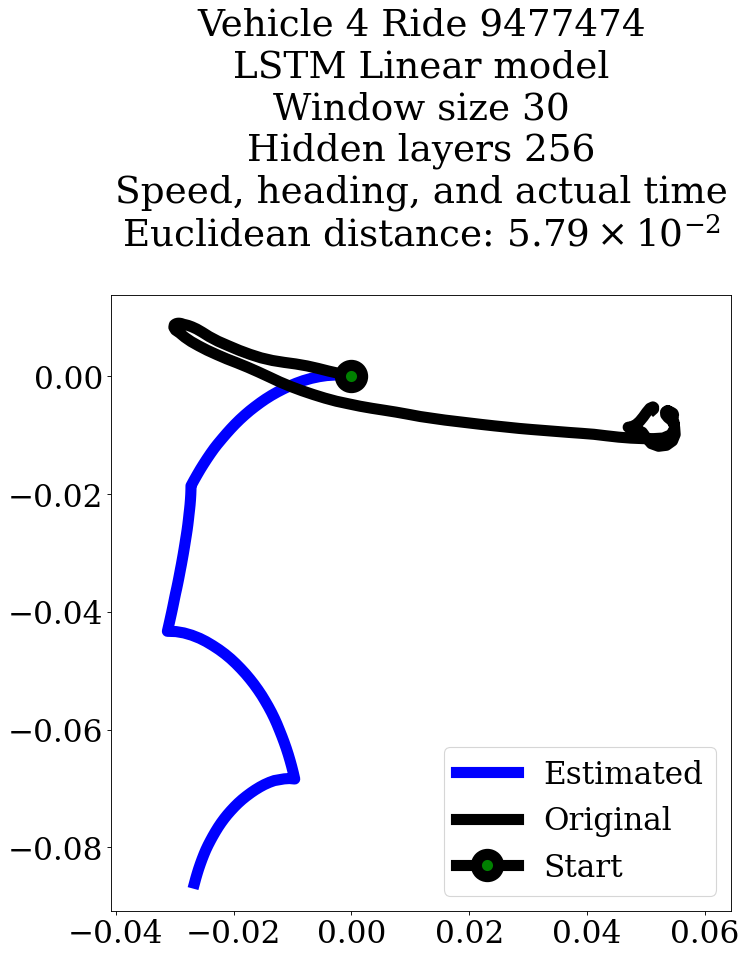 Vehicle 4 Ride 9477474
LSTM Linear model
Window size 30
Hidden layers 256
Speed, heading, and actual time
Euclidean distance: 5.79 × 10⁻²
0.00
−0.02
−0.04
−0.06
−0.08
Estimated
Original
Start
−0.04 −0.02 0.00 0.02 0.04 0.06